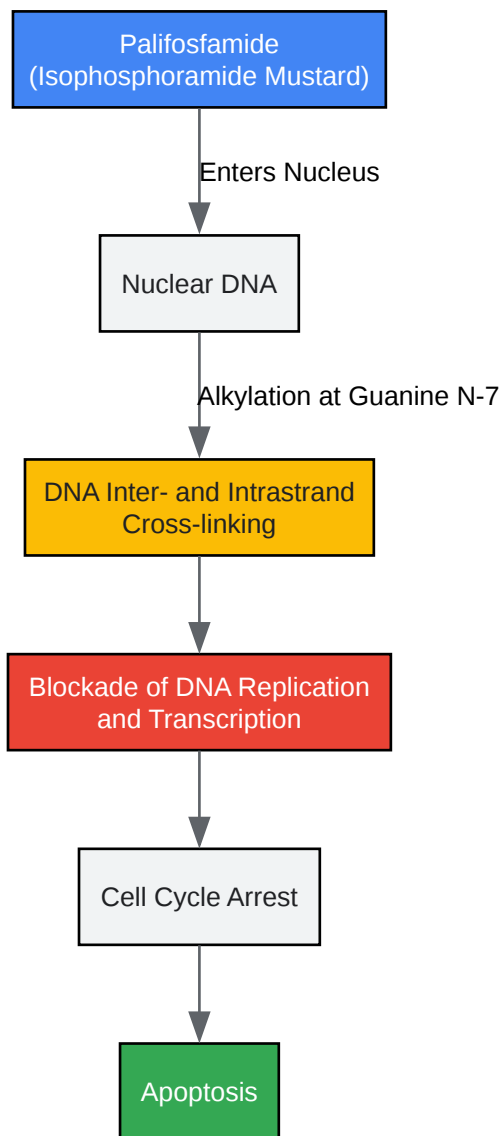 Palifosfamide
(Isophosphoramide Mustard)
Enters Nucleus
Nuclear DNA
Alkylation at Guanine N-7
DNA Inter- and Intrastrand
Cross-linking
Blockade of DNA Replication
and Transcription
Cell Cycle Arrest
Apoptosis